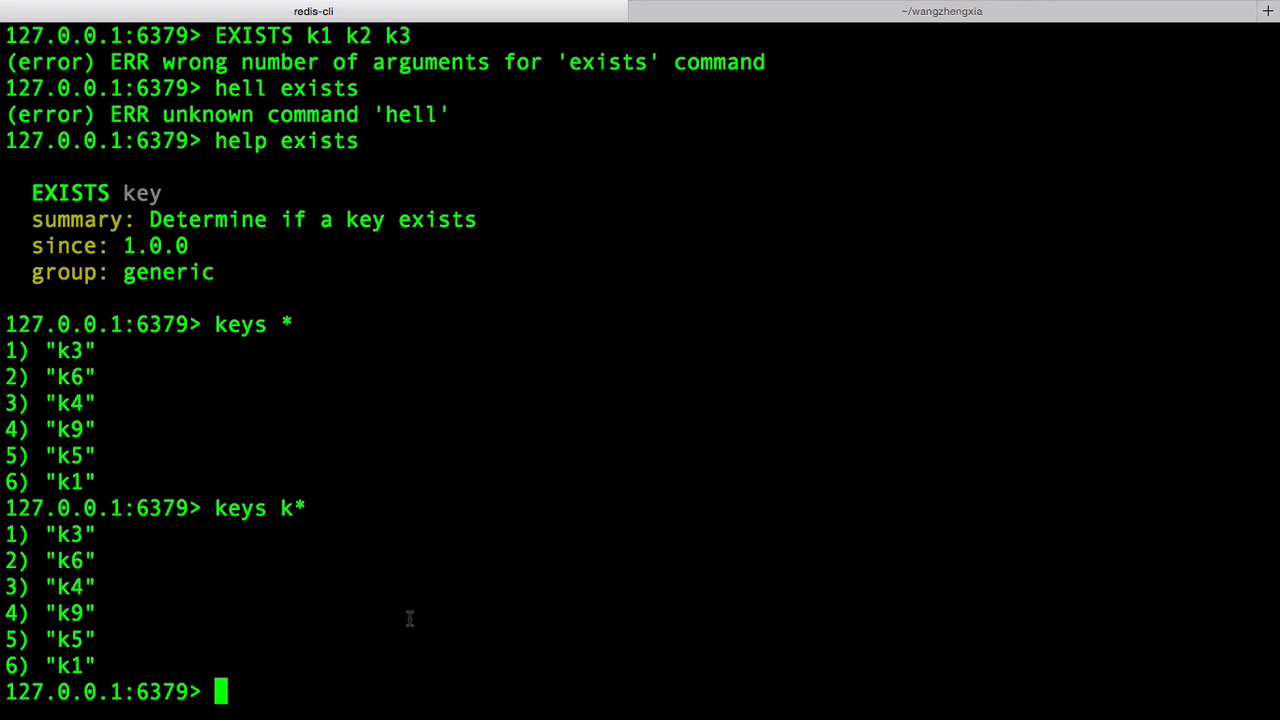 redis-cli
~/wangzhengxia
+
127.0.0.1:6379> EXISTS k1 k2 k3
(error) ERR wrong number of arguments for 'exists' command
127.0.0.1:6379> hell exists
(error) ERR unknown command 'hell'
127.0.0.1:6379> help exists
EXISTS key
summary: Determine if a key exists
since: 1.0.0
group: generic
127.0.0.1:6379> keys *
1) "k3"
2) "k6"
3) "k4"
4) "k9"
5) "k5"
6) "k1"
127.0.0.1:6379> keys k*
1) "k3"
2) "k6"
3) "k4"
4) "k9"
5) "k5"
6) "k1"
127.0.0.1:6379>